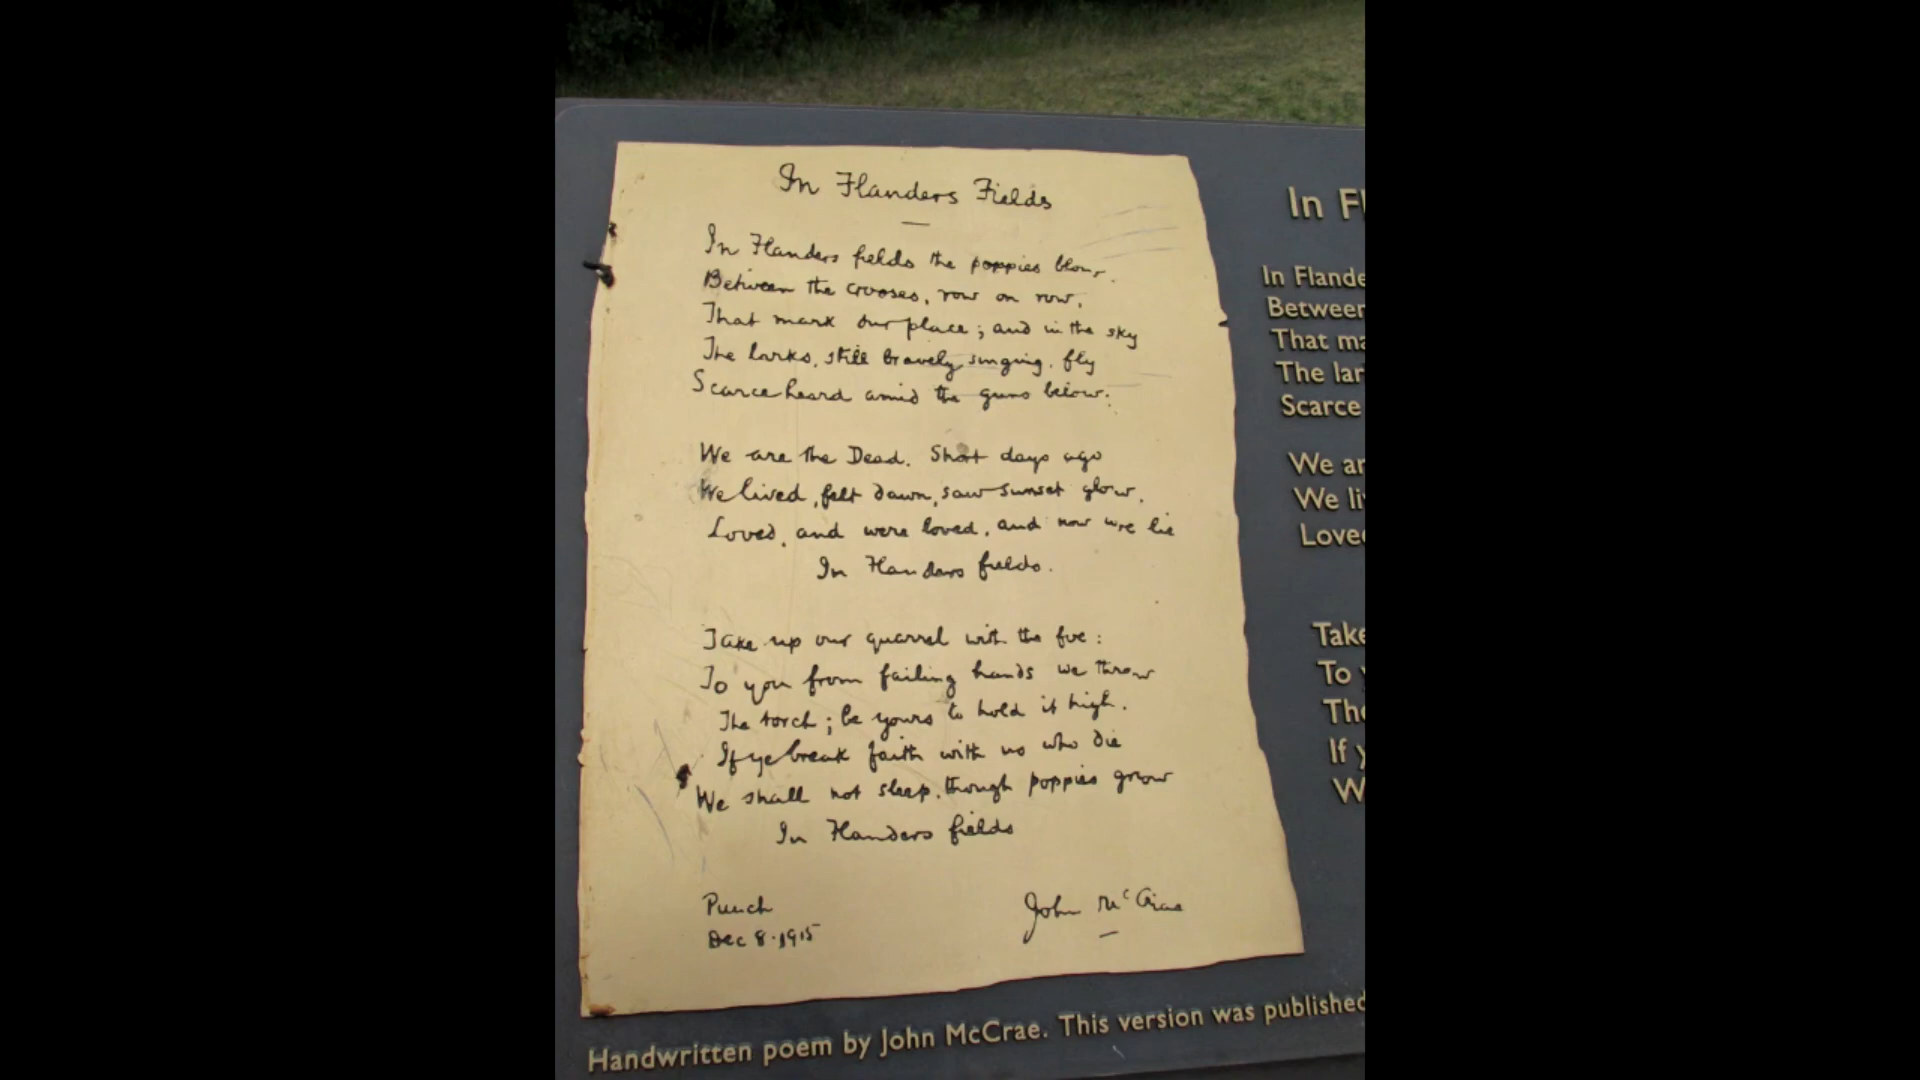 In Flanders Fields
In Flanders fields the poppies blow
Between the crosses, row on row,
That mark our place; and in the sky
The larks, still bravely singing, fly
Scarce heard amid the guns below.
We are the Dead. Short days ago
We lived, felt dawn, saw sunset glow,
Loved, and were loved, and now we lie
In Flanders fields.
Take up our quarrel with the foe:
To you from failing hands we throw
The torch; be yours to hold it high.
If ye break faith with us who die
We shall not sleep, though poppies grow
In Flanders fields
Punch
Dec 8·1915
John McCrae
In Fl
In Flande
Between
That ma
The lar
Scarce
We ar
We li
Loved
Take
To y
The
If y
W
Handwritten poem by John McCrae. This version was published